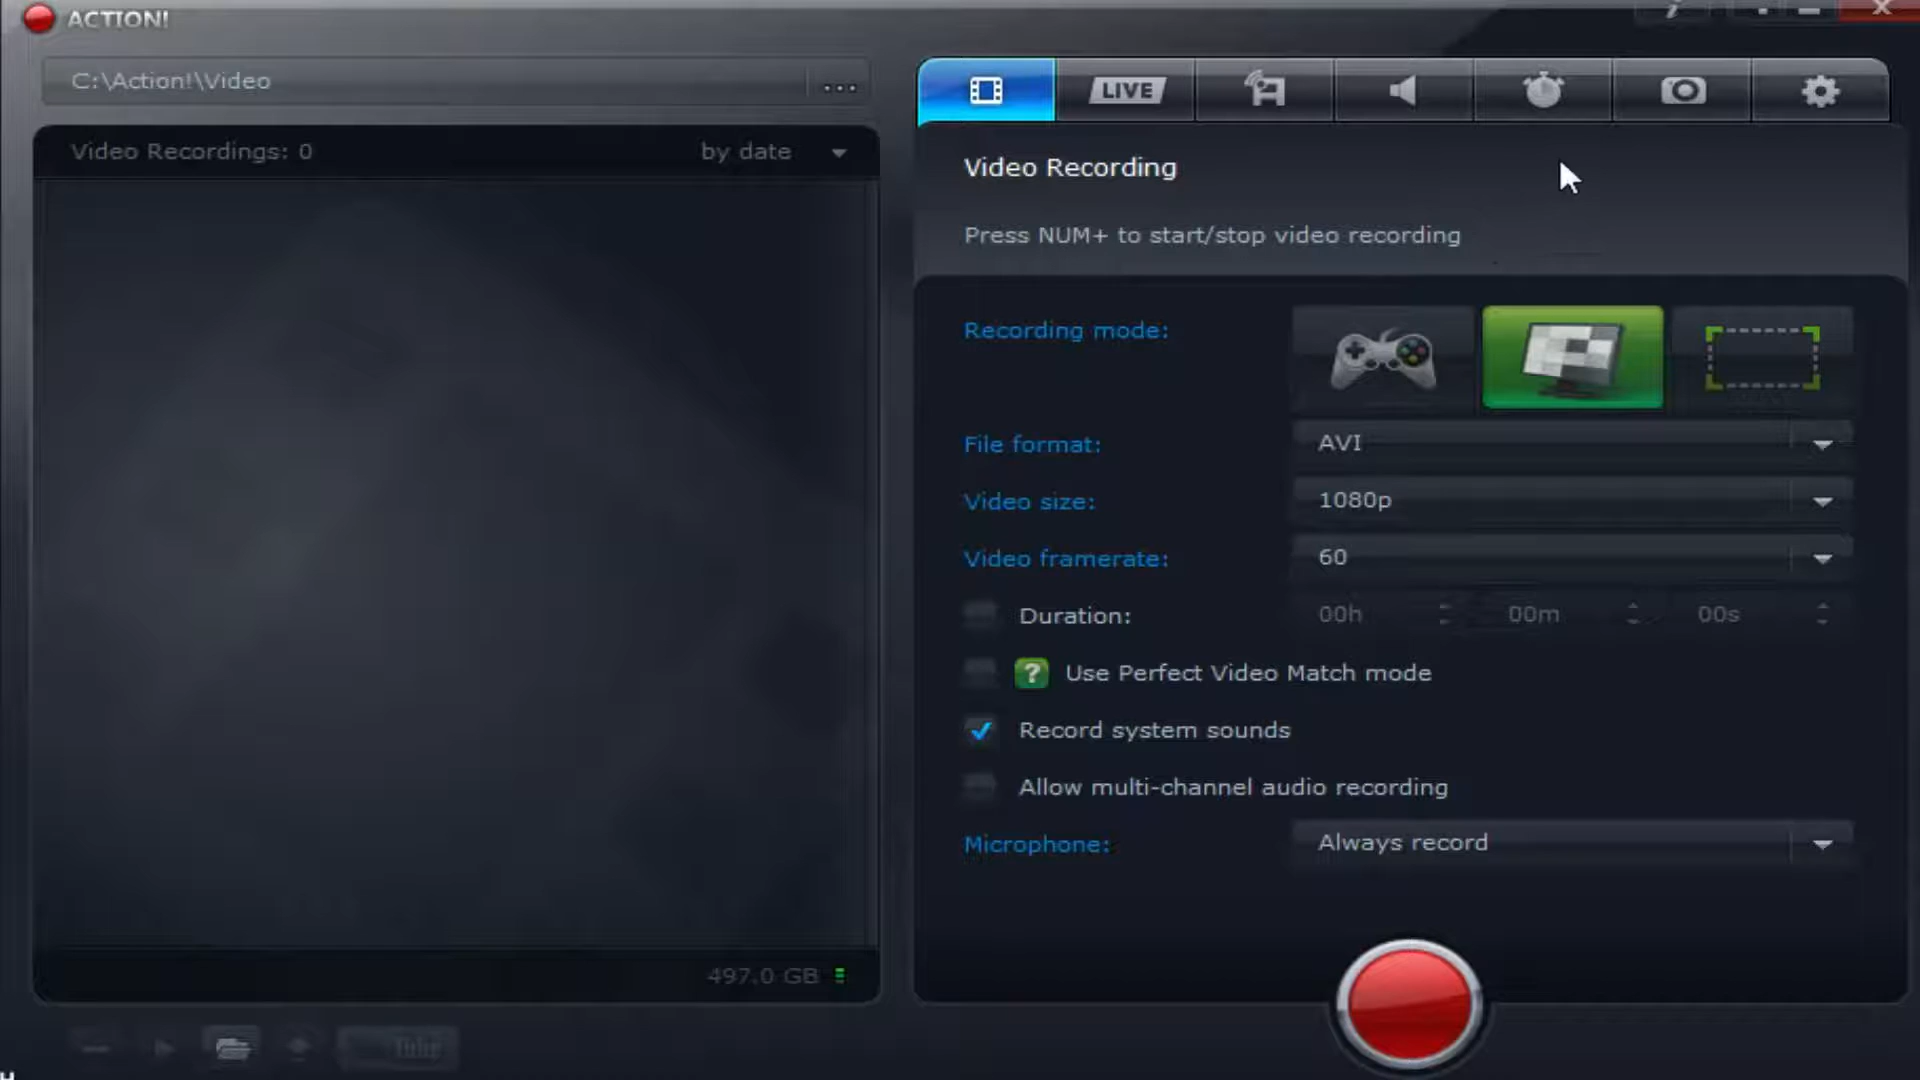 ACTION!
C:\Action!\Video
...
LIVE
Video Recordings: 0
by date
Video Recording
Press NUM+ to start/stop video recording
Recording mode:
File format:
AVI
Video size:
1080p
Video framerate:
60
Duration:
00h
00m
00s
? Use Perfect Video Match mode
Record system sounds
Allow multi-channel audio recording
Microphone:
Always record
497.0 GB